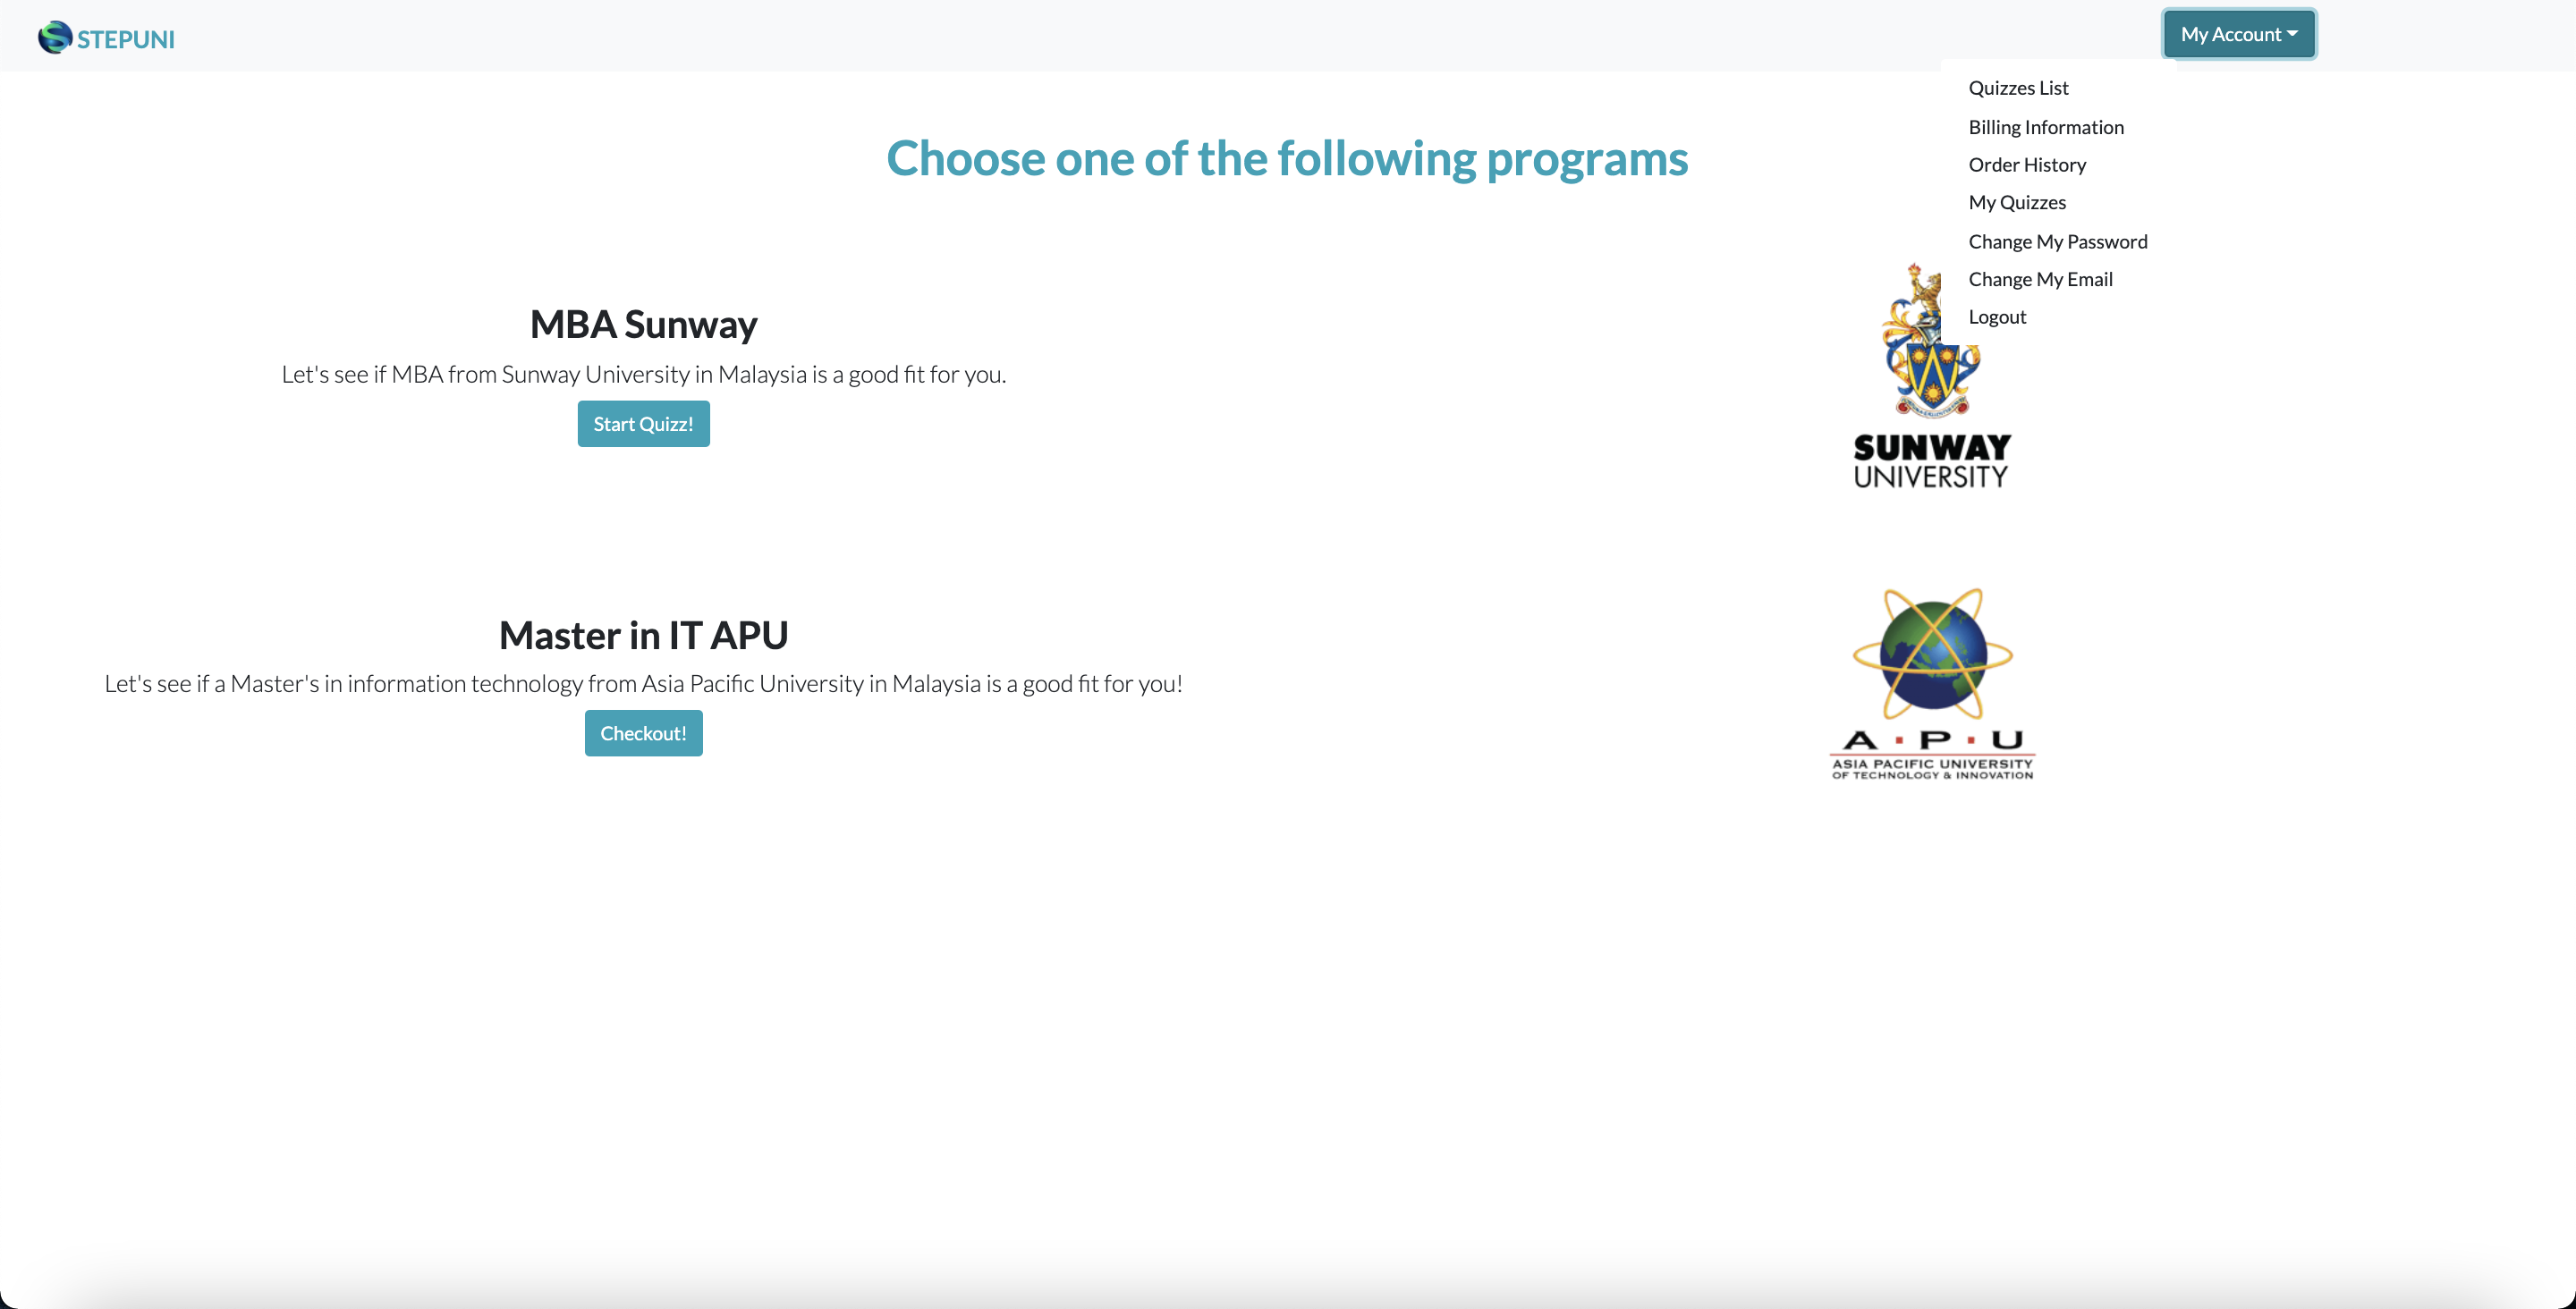 STEPUNI
My Account
Quizzes List
Billing Information
Order History
My Quizzes
Change My Password
Change My Email
Logout
Choose one of the following programs
MBA Sunway
Let's see if MBA from Sunway University in Malaysia is a good fit for you.
Start Quizz!
SUNWAY
UNIVERSITY
Master in IT APU
Let's see if a Master's in information technology from Asia Pacific University in Malaysia is a good fit for you!
Checkout!
A·P·U
ASIA PACIFIC UNIVERSITY
OF TECHNOLOGY & INNOVATION